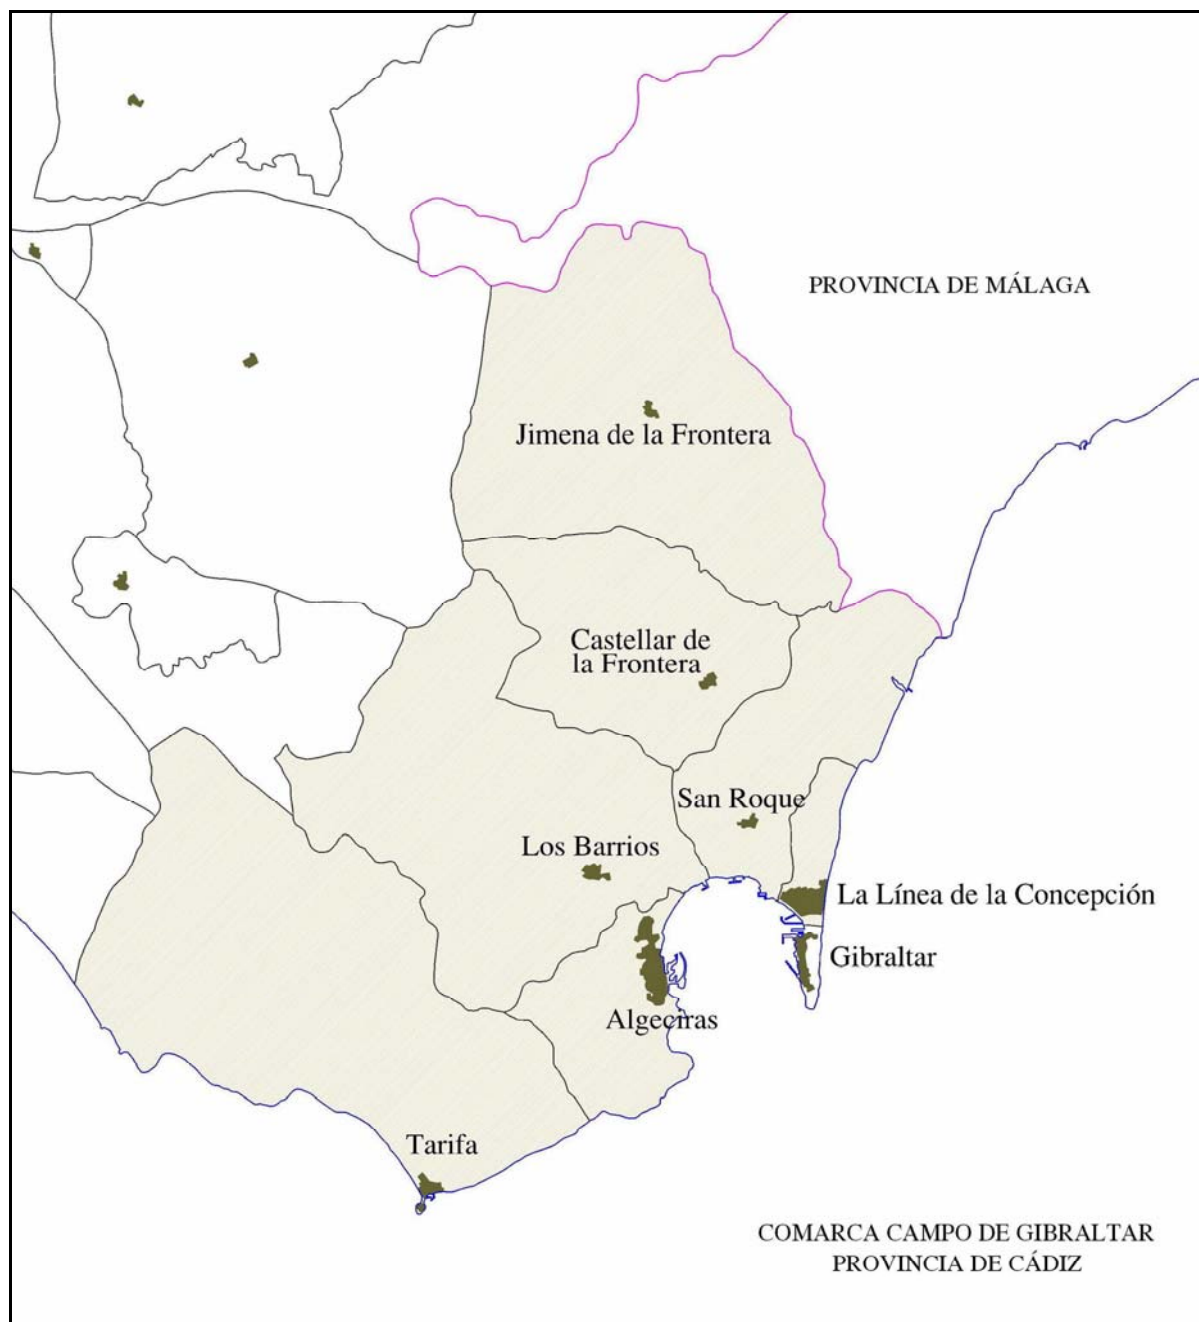 PROVINCIA DE MÁLAGA
Jimena de la Frontera
Castellar de
la Frontera
San Roque
Los Barrios
La Línea de la Concepción
Gibraltar
Algeciras
Tarifa
COMARCA CAMPO DE GIBRALTAR
PROVINCIA DE CÁDIZ